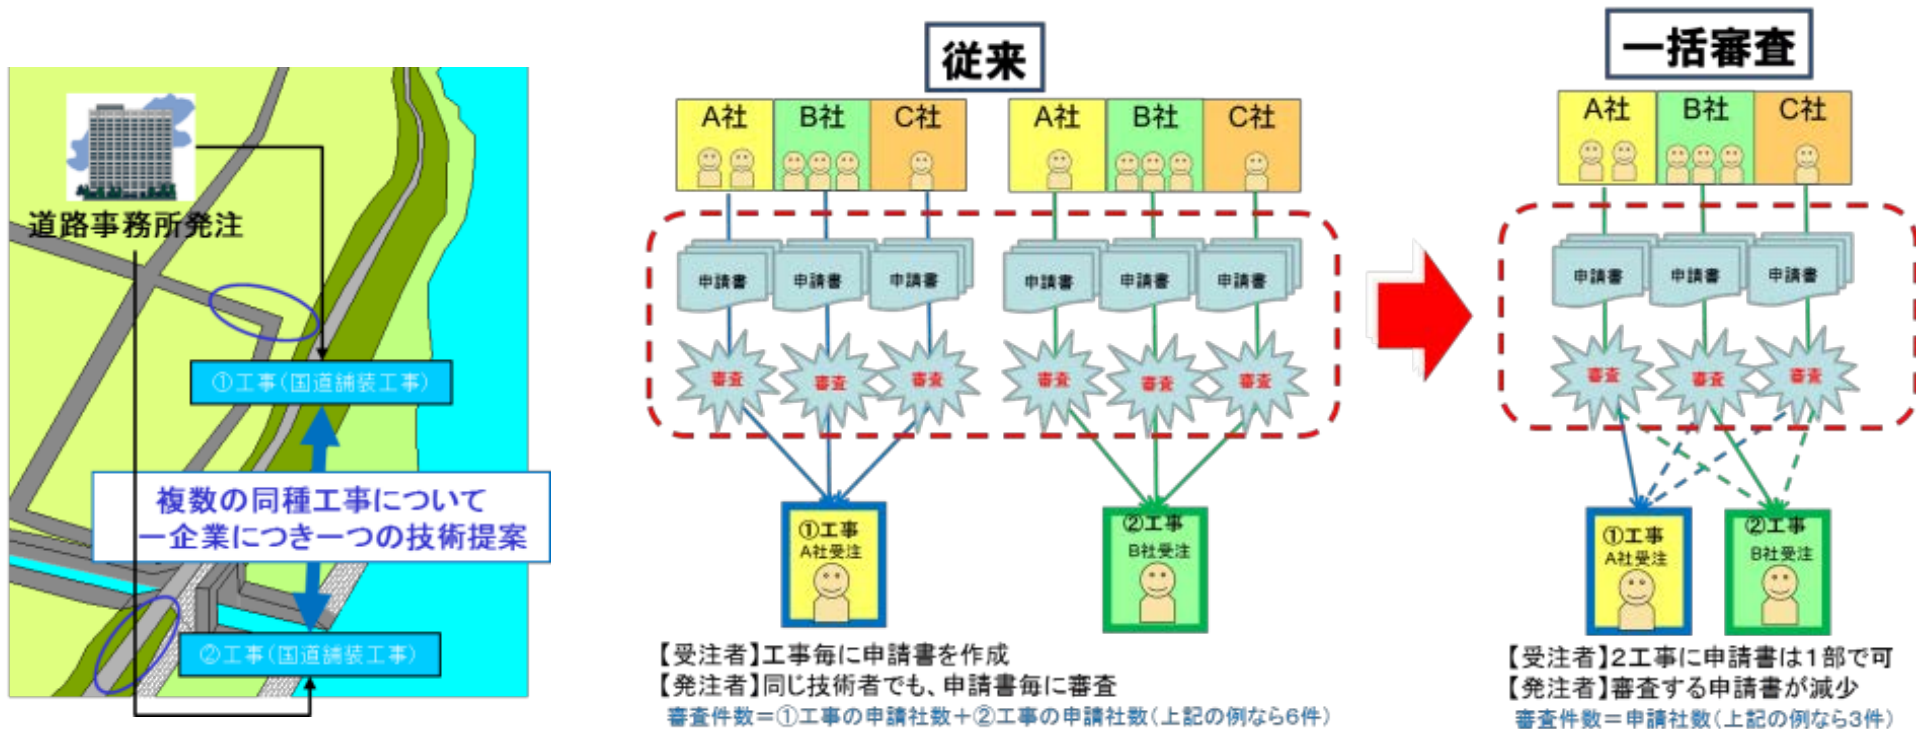 道路事務所発注
①工事(国道舗装工事)
複数の同種工事について
一企業につき一つの技術提案
②工事(国道舗装工事)
従来
A社
B社
C社
A社
B社
C社
申請書
申請書
申請書
申請書
申請書
申請書
審査
審査
審査
審査
審査
審査
①工事
A社受注
②工事
B社受注
【受注者】工事毎に申請書を作成
【発注者】同じ技術者でも、申請書毎に審査
審査件数=①工事の申請社数+②工事の申請社数(上記の例なら6件)
一括審査
A社
B社
C社
申請書
申請書
申請書
審査
審査
審査
①工事
A社受注
②工事
B社受注
【受注者】2工事に申請書は1部で可
【発注者】審査する申請書が減少
審査件数=申請社数(上記の例なら3件)